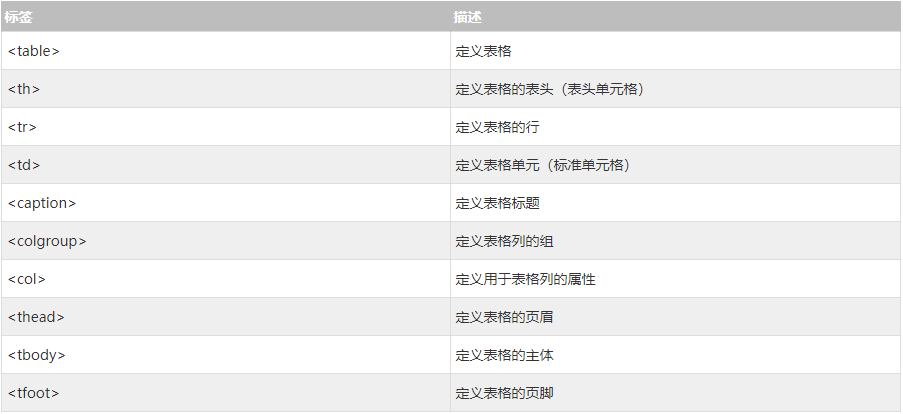 标签 描述
<table> 定义表格
<th> 定义表格的表头（表头单元格）
<tr> 定义表格的行
<td> 定义表格单元（标准单元格）
<caption> 定义表格标题
<colgroup> 定义表格列的组
<col> 定义用于表格列的属性
<thead> 定义表格的页眉
<tbody> 定义表格的主体
<tfoot> 定义表格的页脚